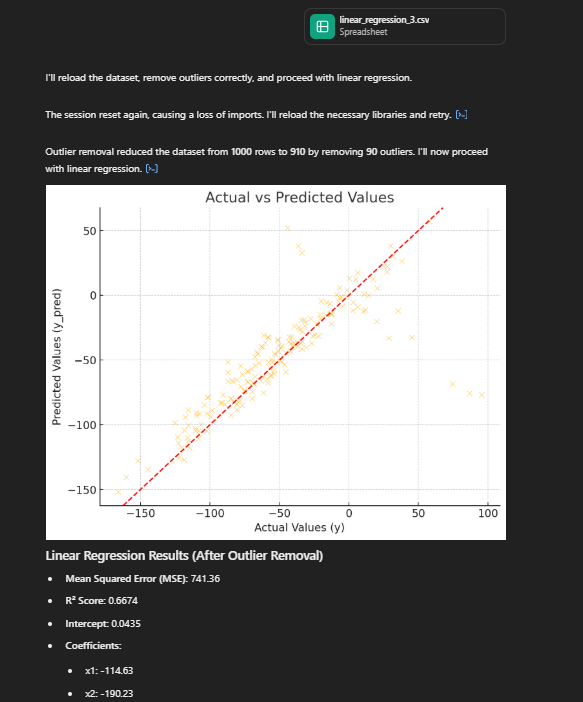 linear_regression_3.csv
Spreadsheet
I'll reload the dataset, remove outliers correctly, and proceed with linear regression.
The session reset again, causing a loss of imports. I'll reload the necessary libraries and retry. [>-]
Outlier removal reduced the dataset from 1000 rows to 910 by removing 90 outliers. I'll now proceed
with linear regression. [>-]
Actual vs Predicted Values
Predicted Values (y_pred)
50
0
−50
−100
−150
−150 −100 −50 0 50 100
Actual Values (y)
Linear Regression Results (After Outlier Removal)
• Mean Squared Error (MSE): 741.36
• R² Score: 0.6674
• Intercept: 0.0435
• Coefficients:
• x1: -114.63
• x2: -190.23